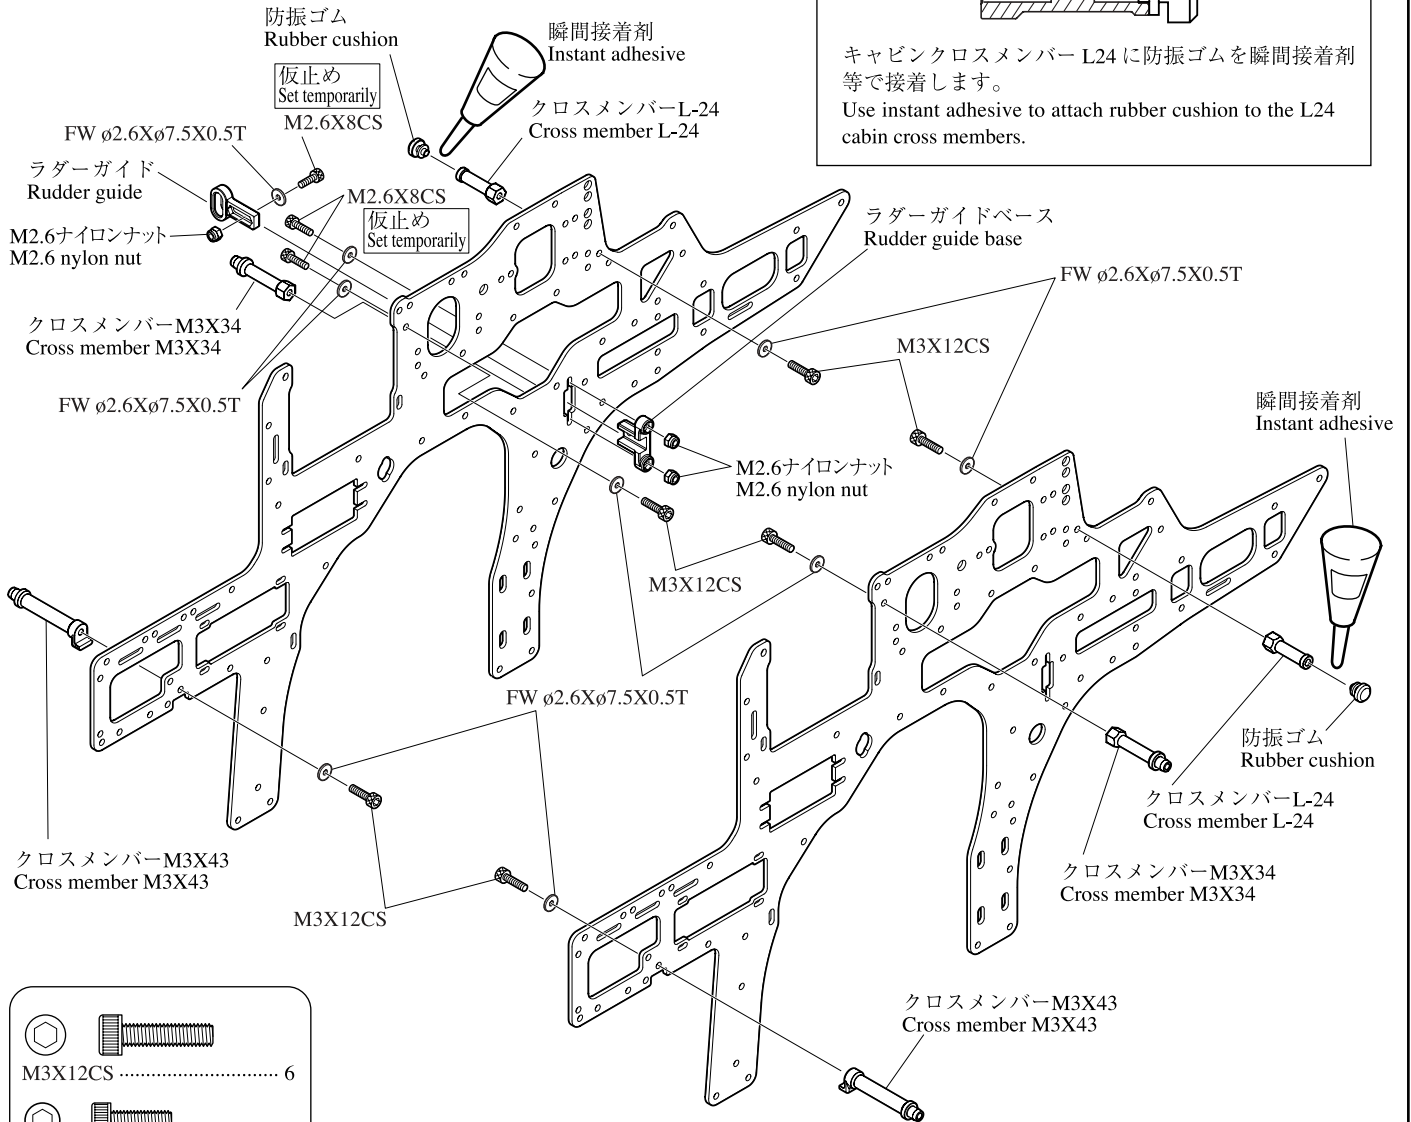 防振ゴム
Rubber cushion
瞬間接着剤
Instant adhesive
仮止め
Set temporarily
M2.6X8CS
クロスメンバーL-24
Cross member L-24
キャビンクロスメンバー L24 に防振ゴムを瞬間接着剤
等で接着します。
Use instant adhesive to attach rubber cushion to the L24
cabin cross members.
FW ø2.6Xø7.5X0.5T
ラダーガイド
Rudder guide
M2.6X8CS
仮止め
Set temporarily
M2.6ナイロンナット
M2.6 nylon nut
ラダーガイドベース
Rudder guide base
FW ø2.6Xø7.5X0.5T
クロスメンバーM3X34
Cross member M3X34
M3X12CS
FW ø2.6Xø7.5X0.5T
瞬間接着剤
Instant adhesive
M2.6ナイロンナット
M2.6 nylon nut
M3X12CS
FW ø2.6Xø7.5X0.5T
防振ゴム
Rubber cushion
クロスメンバーL-24
Cross member L-24
クロスメンバーM3X43
Cross member M3X43
クロスメンバーM3X34
Cross member M3X34
M3X12CS
クロスメンバーM3X43
Cross member M3X43
M3X12CS ............................ 6